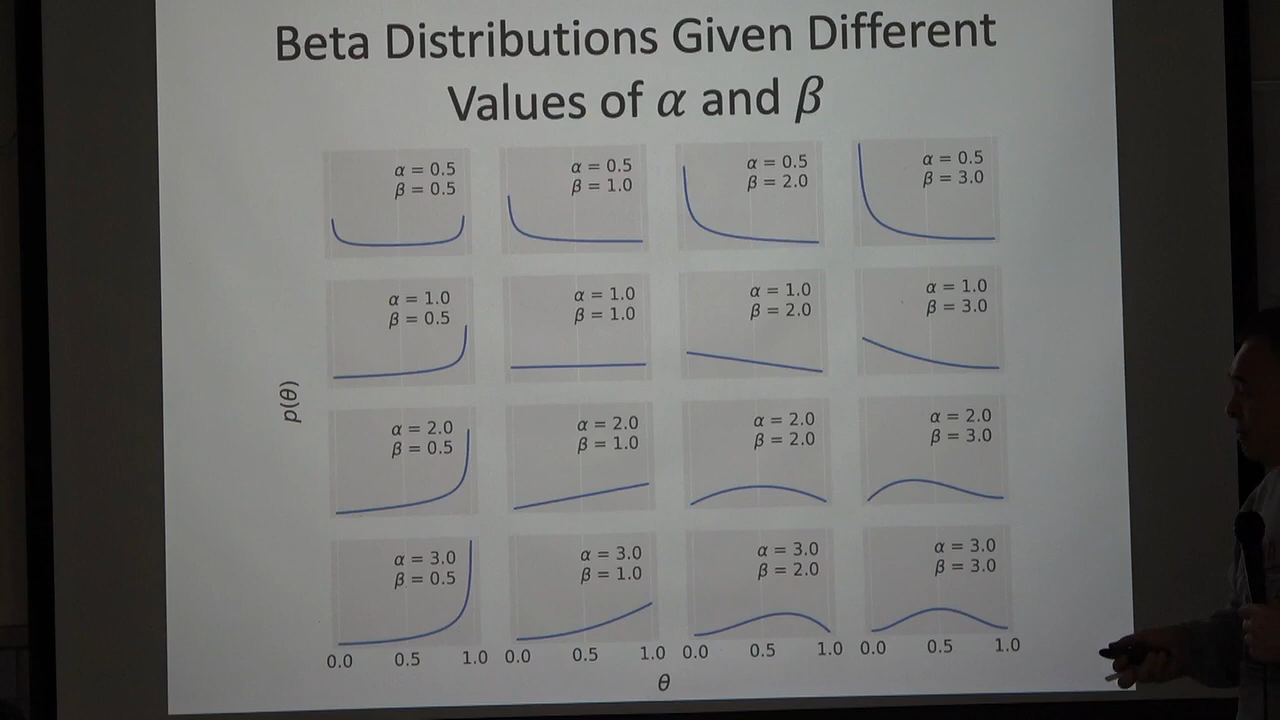 Beta Distributions Given Different
Values of α and β
α = 0.5
β = 0.5
α = 0.5
β = 1.0
α = 0.5
β = 2.0
α = 0.5
β = 3.0
α = 1.0
β = 0.5
α = 1.0
β = 1.0
α = 1.0
β = 2.0
α = 1.0
β = 3.0
p(θ)
α = 2.0
β = 0.5
α = 2.0
β = 1.0
α = 2.0
β = 2.0
α = 2.0
β = 3.0
α = 3.0
β = 0.5
α = 3.0
β = 1.0
α = 3.0
β = 2.0
α = 3.0
β = 3.0
0.0 0.5 1.0 0.0 0.5 1.0 0.0 0.5 1.0 0.0 0.5 1.0
θ